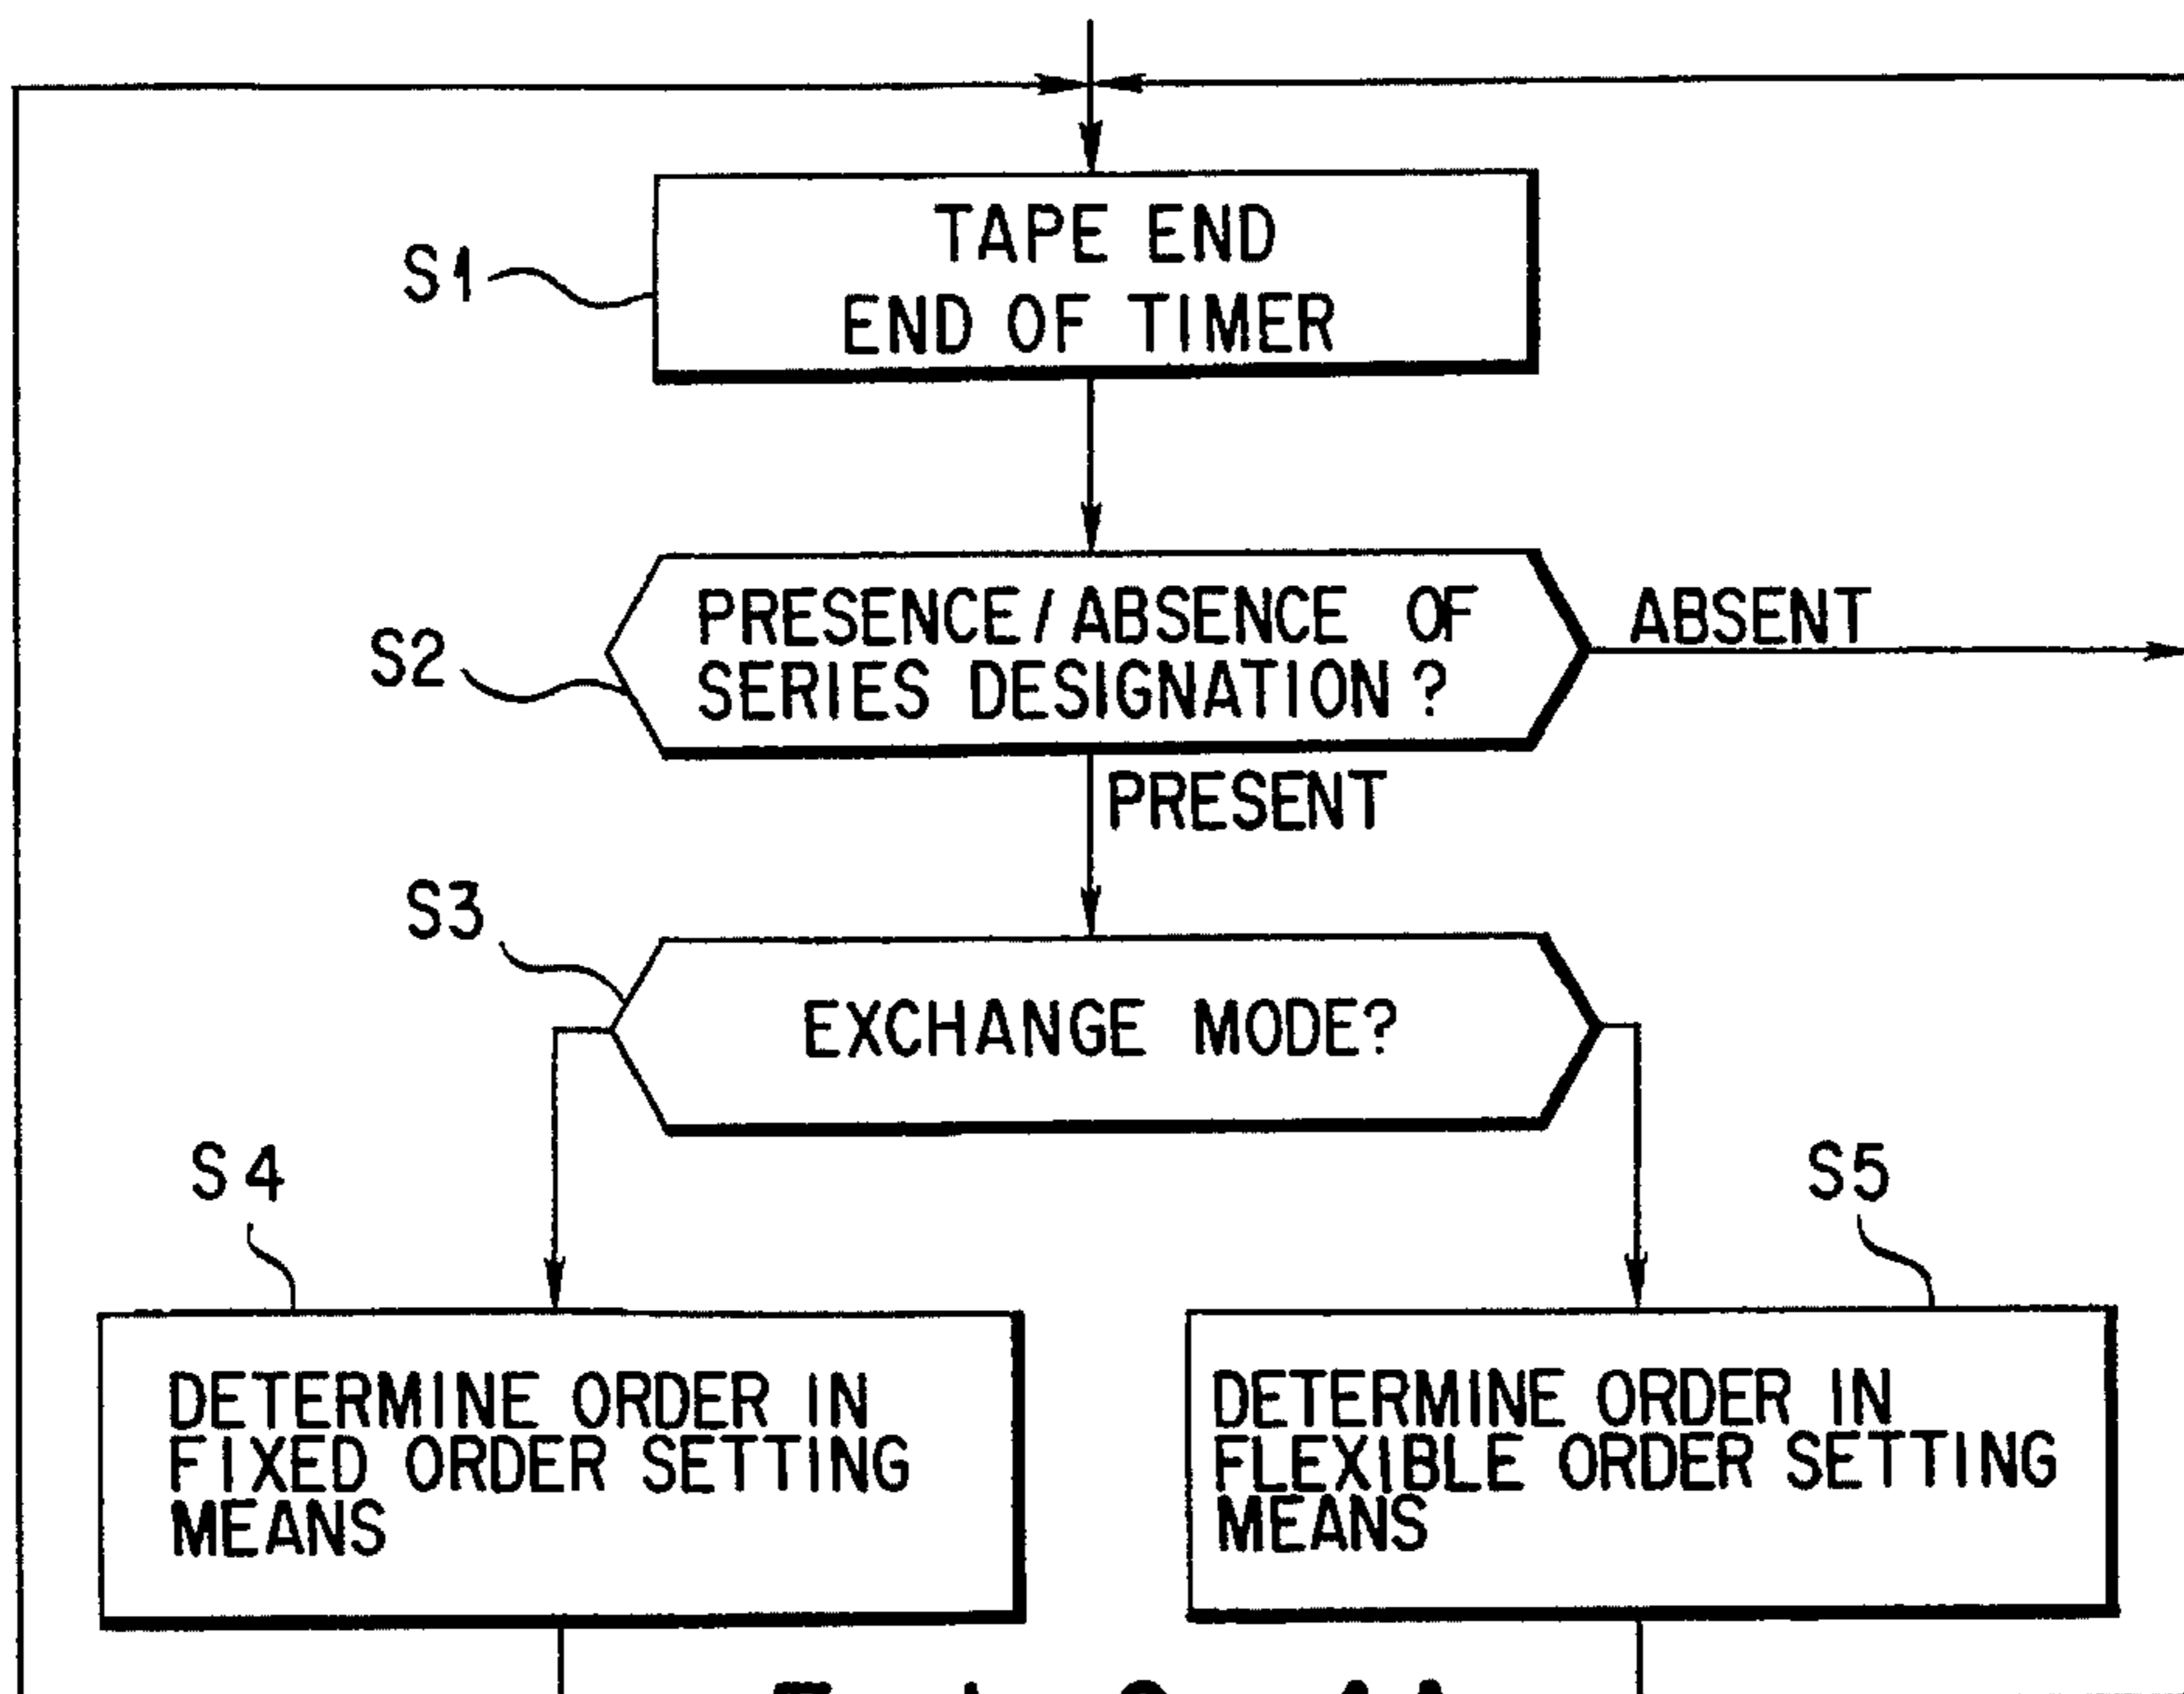 S1
TAPE END
END OF TIMER
S2
PRESENCE/ABSENCE OF
SERIES DESIGNATION?
ABSENT
PRESENT
S3
EXCHANGE MODE?
S4
S5
DETERMINE ORDER IN
FIXED ORDER SETTING
MEANS
DETERMINE ORDER IN
FLEXIBLE ORDER SETTING
MEANS